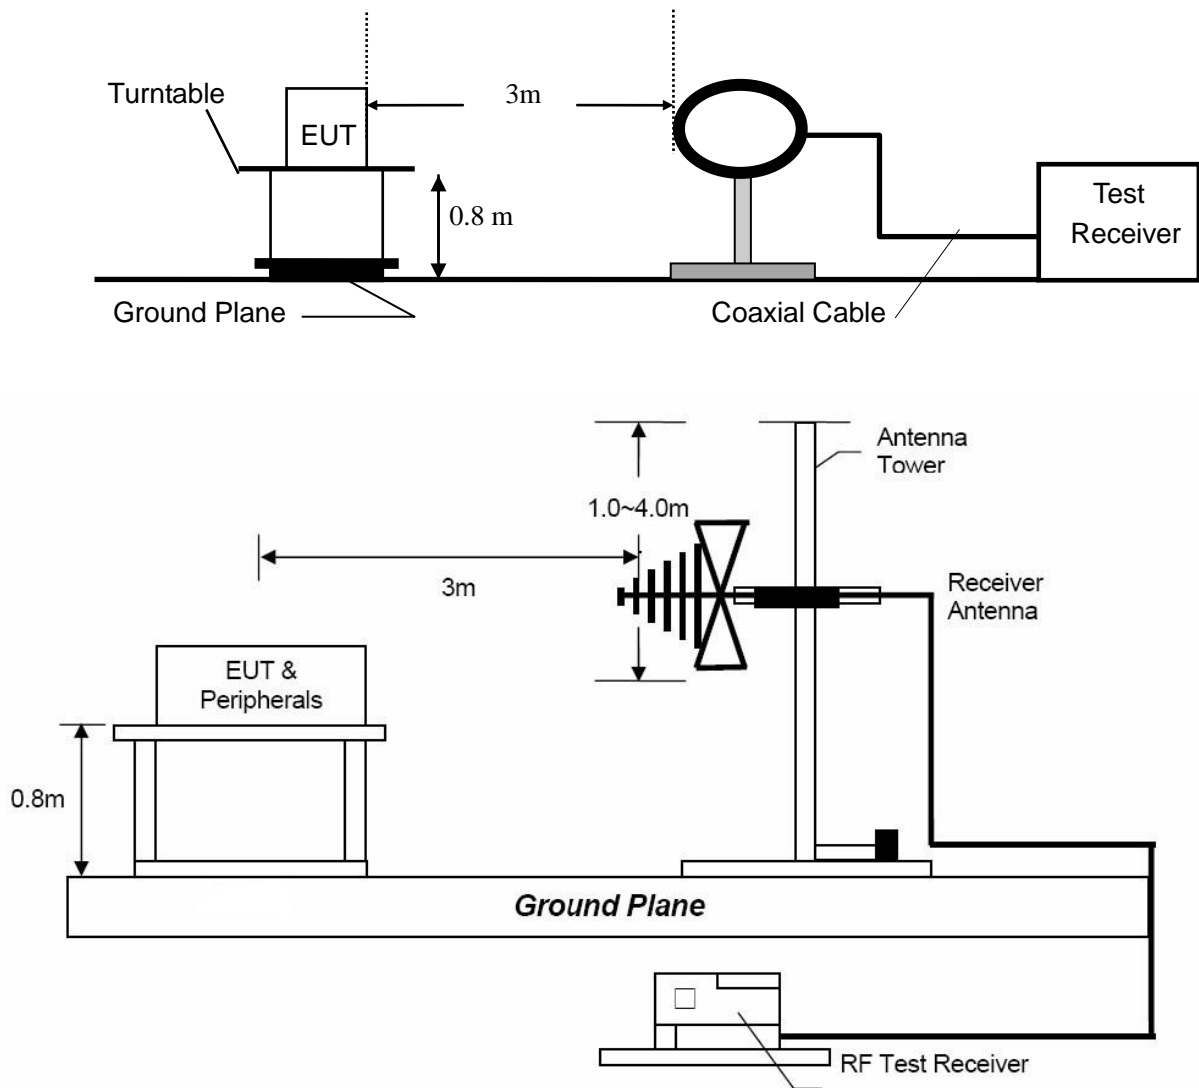 Turntable
3m
EUT
Test
Receiver
0.8 m
Ground Plane
Coaxial Cable
Antenna
Tower
1.0~4.0m
3m
Receiver
Antenna
EUT &
Peripherals
0.8m
Ground Plane
RF Test Receiver